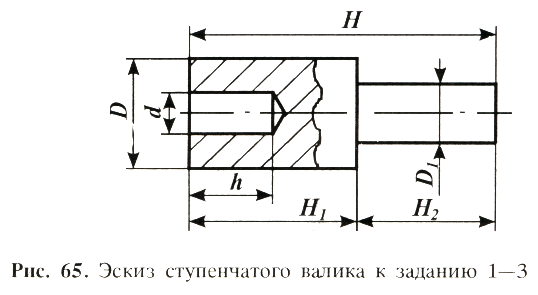 H
D
d
h
D₁
H₁
H₂
Рис. 65. Эскиз ступенчатого валика к заданию 1—3